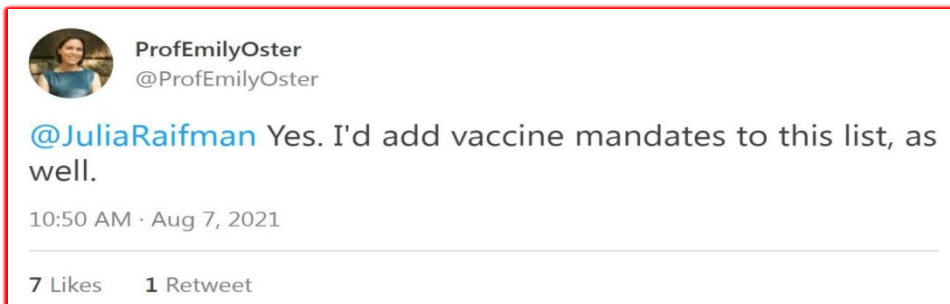 ProfEmilyOster
@ProfEmilyOster
@JuliaRaifman Yes. I'd add vaccine mandates to this list, as
well.
10:50 AM · Aug 7, 2021
7 Likes 1 Retweet